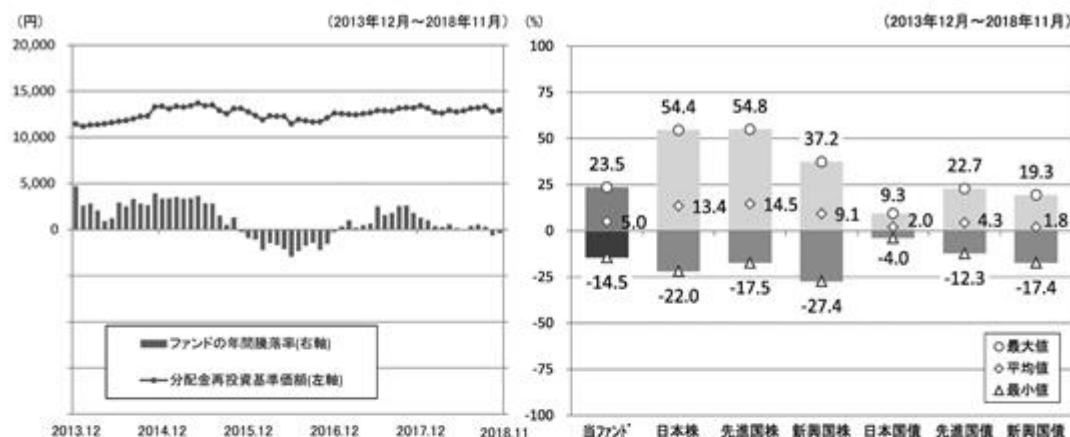 (円)
(2013年12月～2018年11月)
20,000
15,000
10,000
5,000
0
ファンドの年間騰落率(右軸)
分配金再投資基準価額(左軸)
2013.12 2014.12 2015.12 2016.12 2017.12 2018.11
(%)
(2013年12月～2018年11月)
100
75
50
25
0
-25
-50
-75
-100
54.4 54.8
37.2
23.5 22.7 19.3
9.3
5.0 13.4 14.5 9.1 2.0 4.3 1.8
-4.0
-14.5 -22.0 -17.5 -27.4 -12.3 -17.4
最大値
平均値
最小値
当ファンド 日本株 先進国株 新興国株 日本国債 先進国債 新興国債